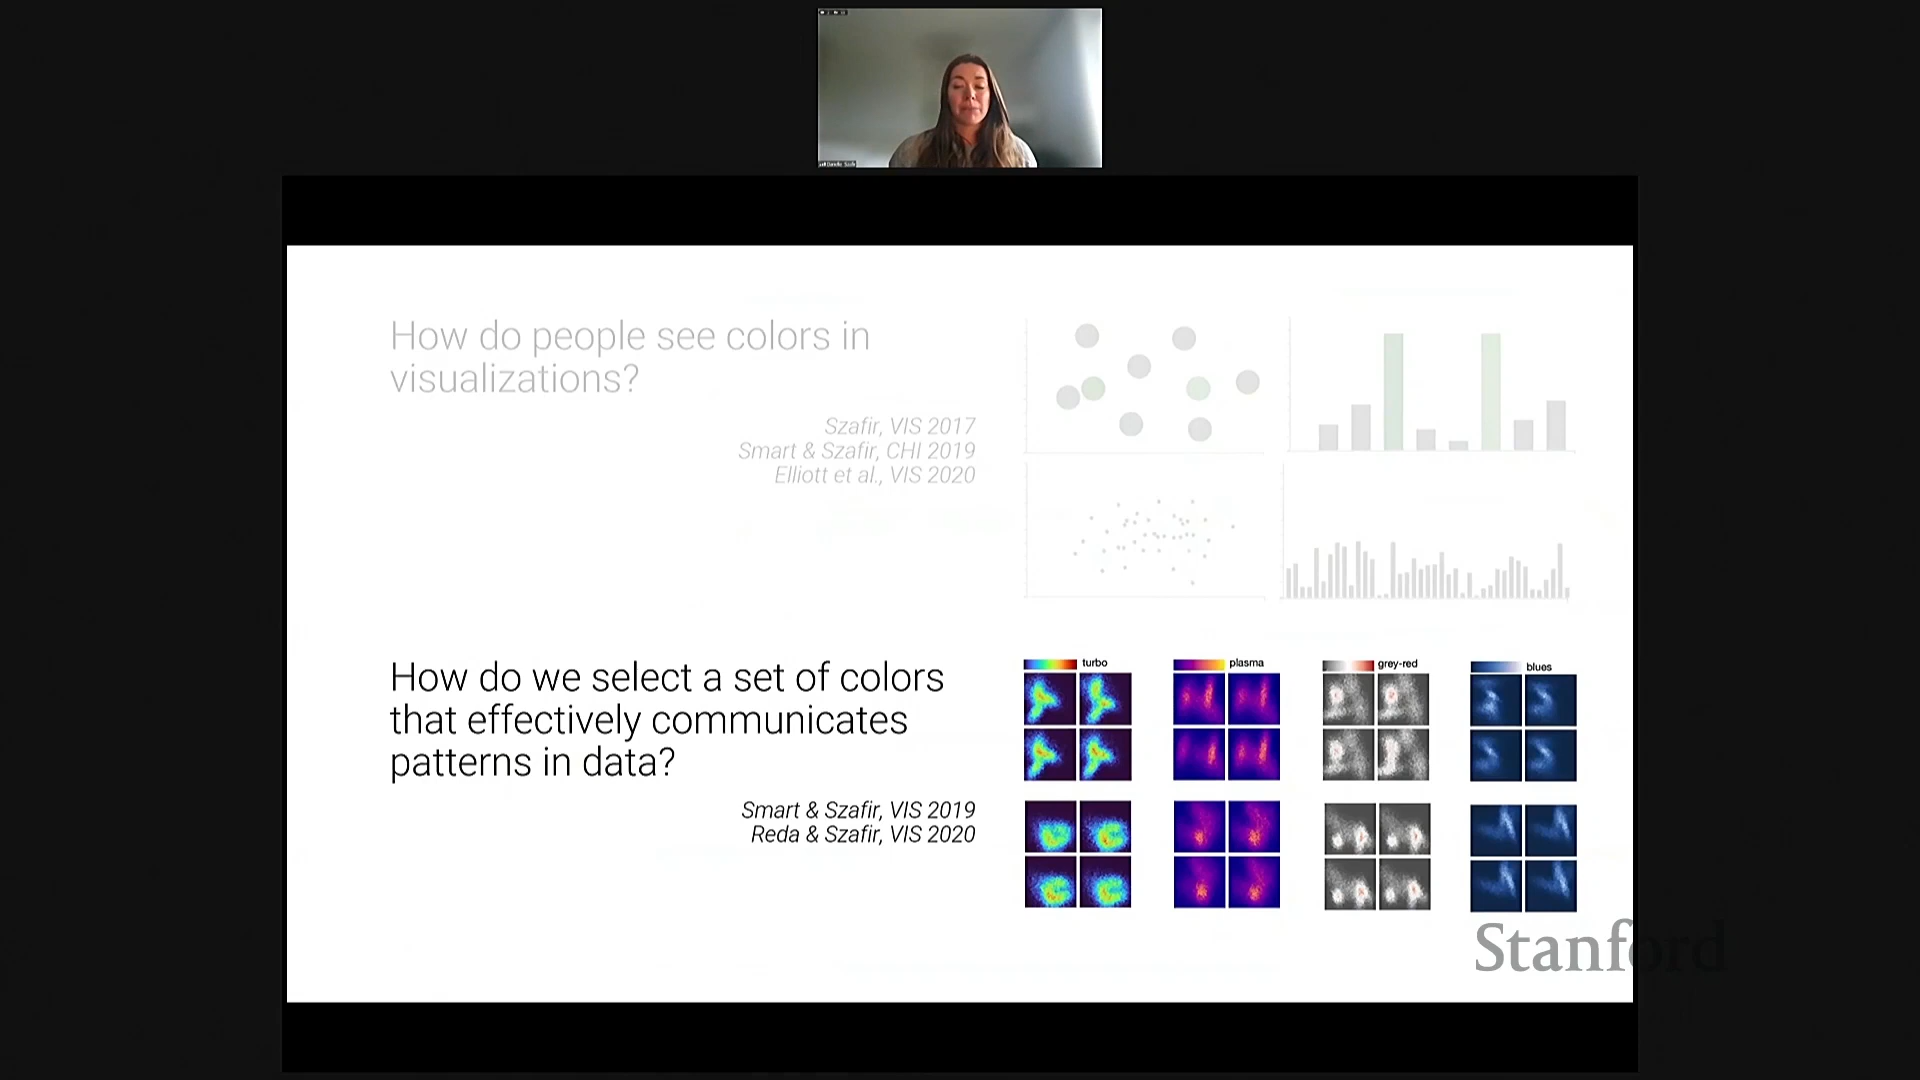 How do people see colors in
visualizations?
Szafir, VIS 2017
Smart & Szafir, CHI 2019
Elliott et al., VIS 2020
How do we select a set of colors
that effectively communicates
patterns in data?
Smart & Szafir, VIS 2019
Reda & Szafir, VIS 2020
turbo
plasma
grey-red
blues
Stanford